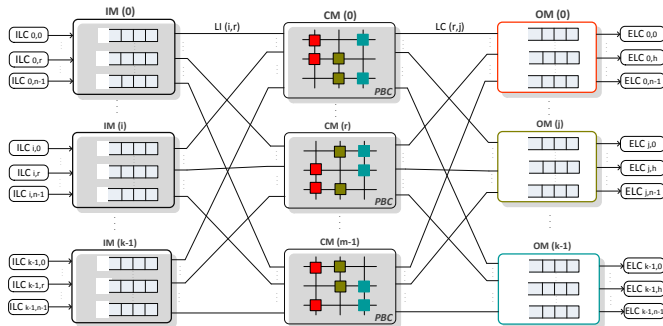 IM (0)
LI (i,r)
CM (0)
LC (r,j)
OM (0)
ILC 0,0
ILC 0,r
ILC 0,n-1
PBC
ELC 0,0
ELC 0,h
ELC 0,n-1
IM (i)
CM (r)
OM (j)
ILC i,0
ILC i,r
ILC i,n-1
PBC
ELC j,0
ELC j,h
ELC j,n-1
IM (k-1)
CM (m-1)
OM (k-1)
ILC k-1,0
ILC k-1,r
ILC k-1,n-1
PBC
ELC k-1,0
ELC k-1,h
ELC k-1,n-1